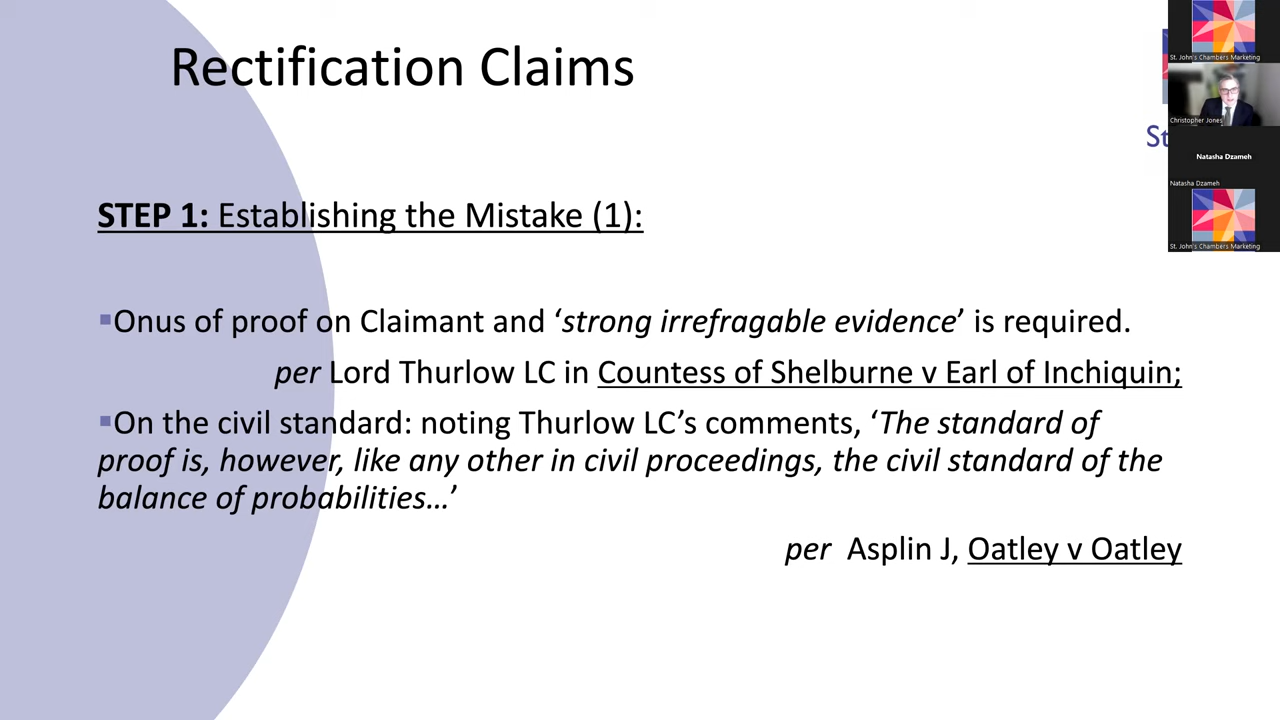 Rectification Claims
STEP 1: Establishing the Mistake (1):
▪Onus of proof on Claimant and ‘strong irrefragable evidence’ is required.
per Lord Thurlow LC in Countess of Shelburne v Earl of Inchiquin;
▪On the civil standard: noting Thurlow LC’s comments, ‘The standard of
proof is, however, like any other in civil proceedings, the civil standard of the
balance of probabilities…’
per Asplin J, Oatley v Oatley
St
St. John's Chambers Marketing
Christopher Jones
Natasha Dzameh
Natasha Dzameh
St. John's Chambers Marketing